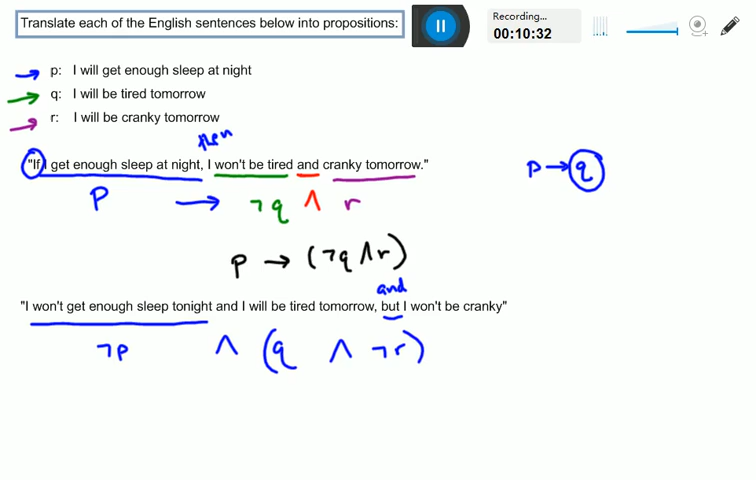 Translate each of the English sentences below into propositions:
Recording...
00:10:32
p: I will get enough sleep at night
q: I will be tired tomorrow
r: I will be cranky tomorrow
then
"If I get enough sleep at night, I won't be tired and cranky tomorrow."
p → q
P → ¬q ∧ r
p → (¬q ∧ r)
and
"I won't get enough sleep tonight and I will be tired tomorrow, but I won't be cranky"
¬p ∧ (q ∧ ¬r)